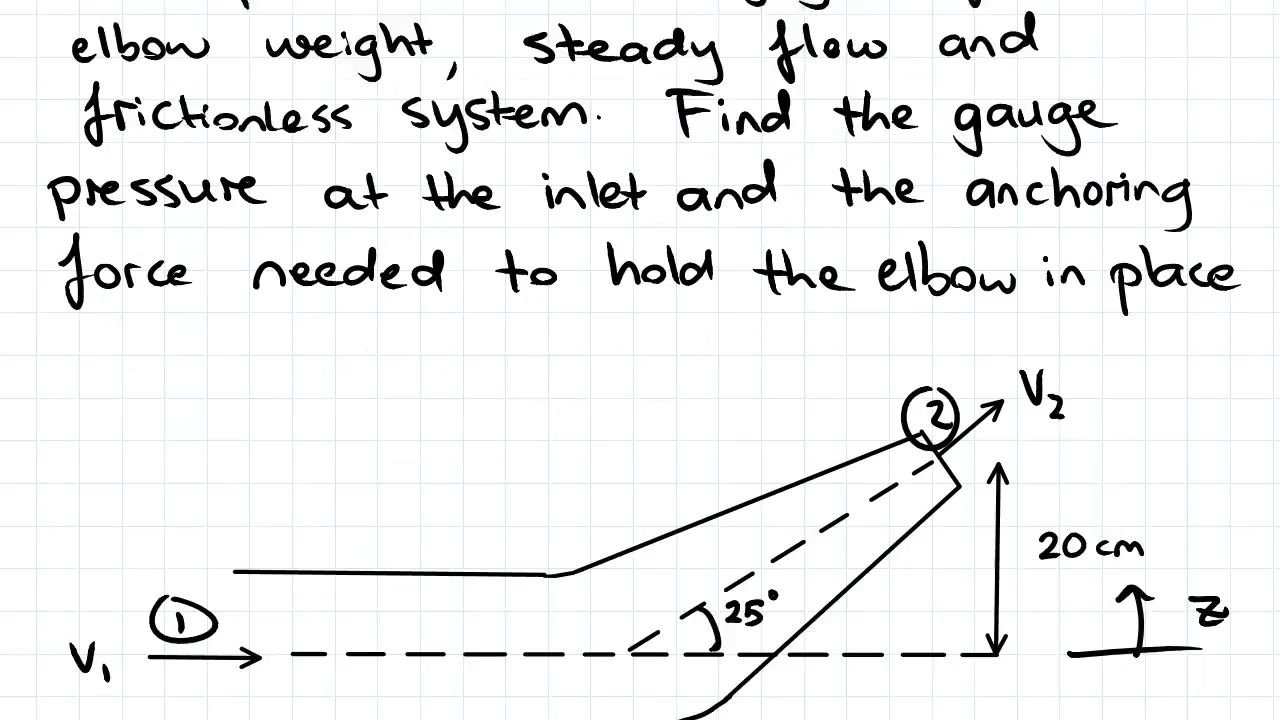 elbow weight, steady flow and
frictionless system. Find the gauge
pressure at the inlet and the anchoring
force needed to hold the elbow in place
2
V2
20 cm
1
25°
z
V1